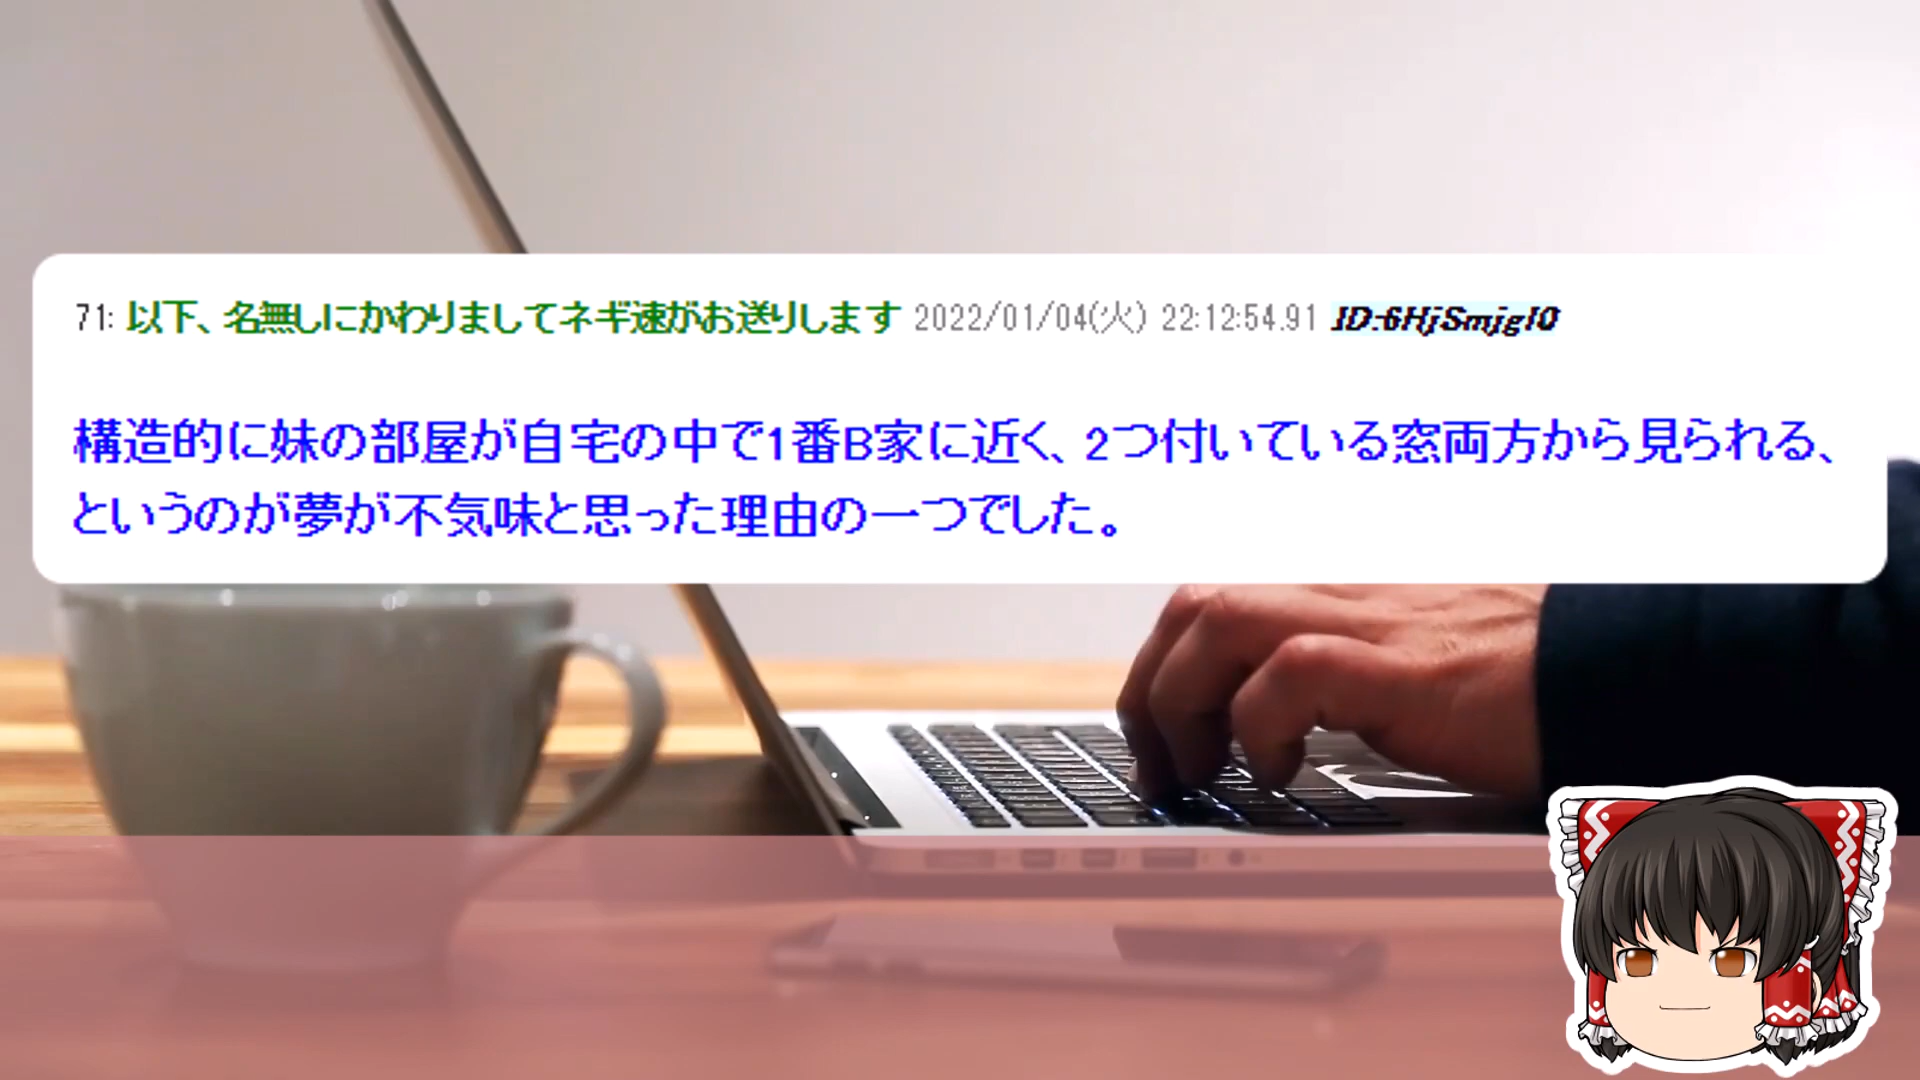 71: 以下、名無しにかわりましてネギ速がお送りします 2022/01/04(火) 22:12:54.91 ID:6HjSmjgl0
構造的に妹の部屋が自宅の中で1番B家に近く、2つ付いている窓両方から見られる、
というのが夢が不気味と思った理由の一つでした。